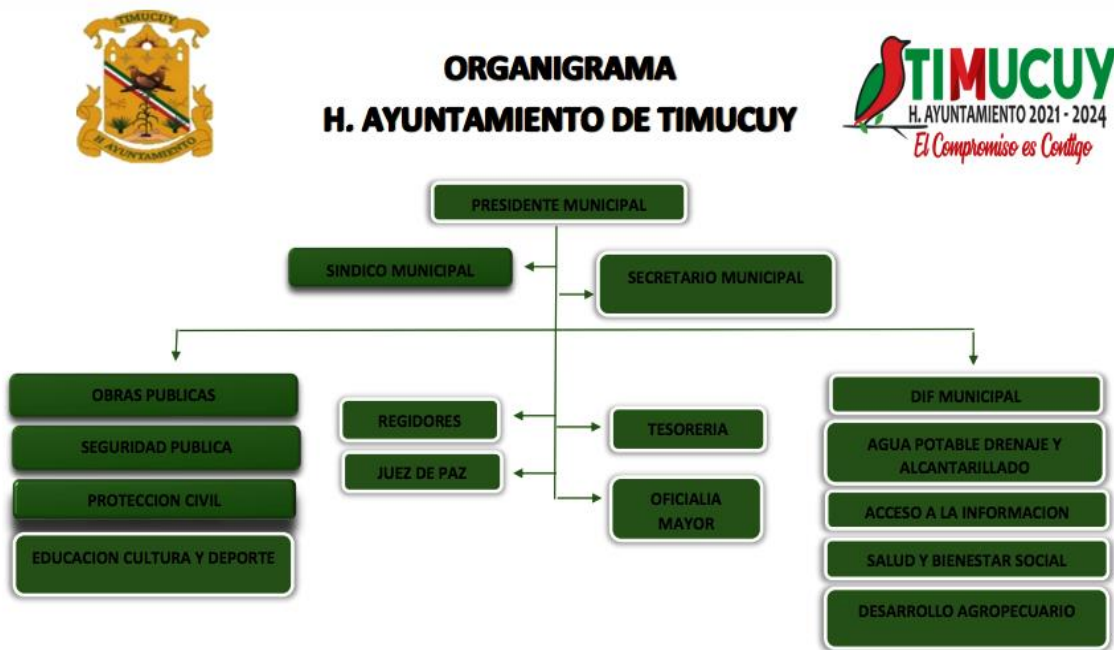 TIMUCUY
H. AYUNTAMIENTO
ORGANIGRAMA
H. AYUNTAMIENTO DE TIMUCUY
TIMUCUY
H. AYUNTAMIENTO 2021 - 2024
El Compromiso es Contigo
PRESIDENTE MUNICIPAL
SINDICO MUNICIPAL
SECRETARIO MUNICIPAL
OBRAS PUBLICAS
SEGURIDAD PUBLICA
PROTECCION CIVIL
EDUCACION CULTURA Y DEPORTE
REGIDORES
JUEZ DE PAZ
TESORERIA
OFICIALIA
MAYOR
DIF MUNICIPAL
AGUA POTABLE DRENAJE Y
ALCANTARILLADO
ACCESO A LA INFORMACION
SALUD Y BIENESTAR SOCIAL
DESARROLLO AGROPECUARIO